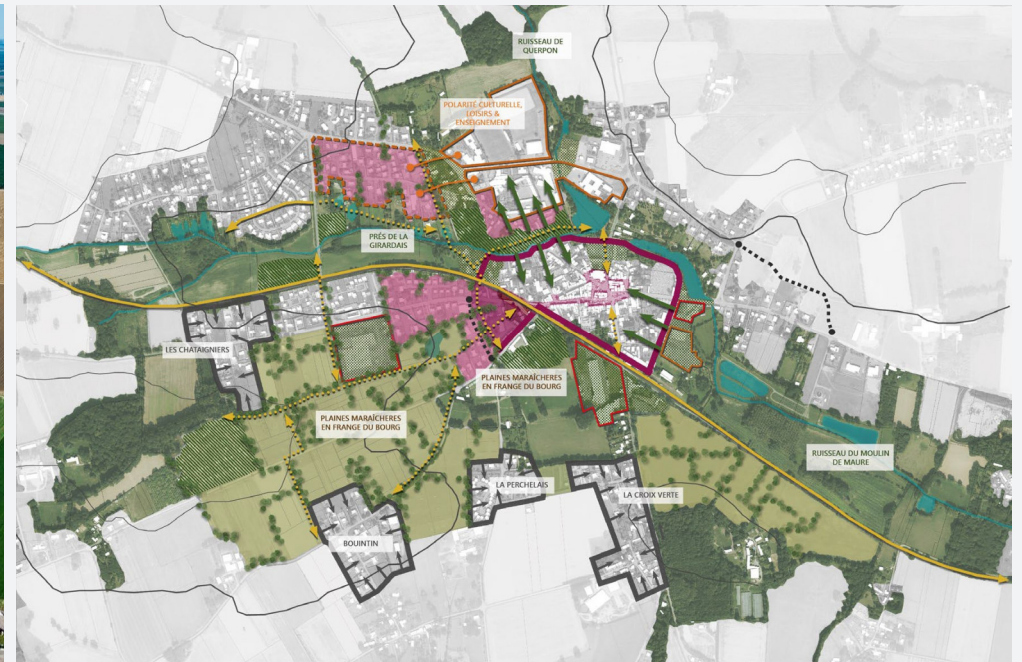 RUISSEAU DE
QUERPON
POLARITÉ CULTURELLE,
LOISIRS &
ENSEIGNEMENT
PRÉS DE LA
GIRARDAIS
LES CHATAIGNIERS
PLAINES MARAÎCHERES
EN FRANGE DU BOURG
PLAINES MARAÎCHERES
EN FRANGE DU BOURG
RUISSEAU DU MOULIN
DE MAURE
LA PERCHELAIS
LA CROIX VERTE
BOUINTIN